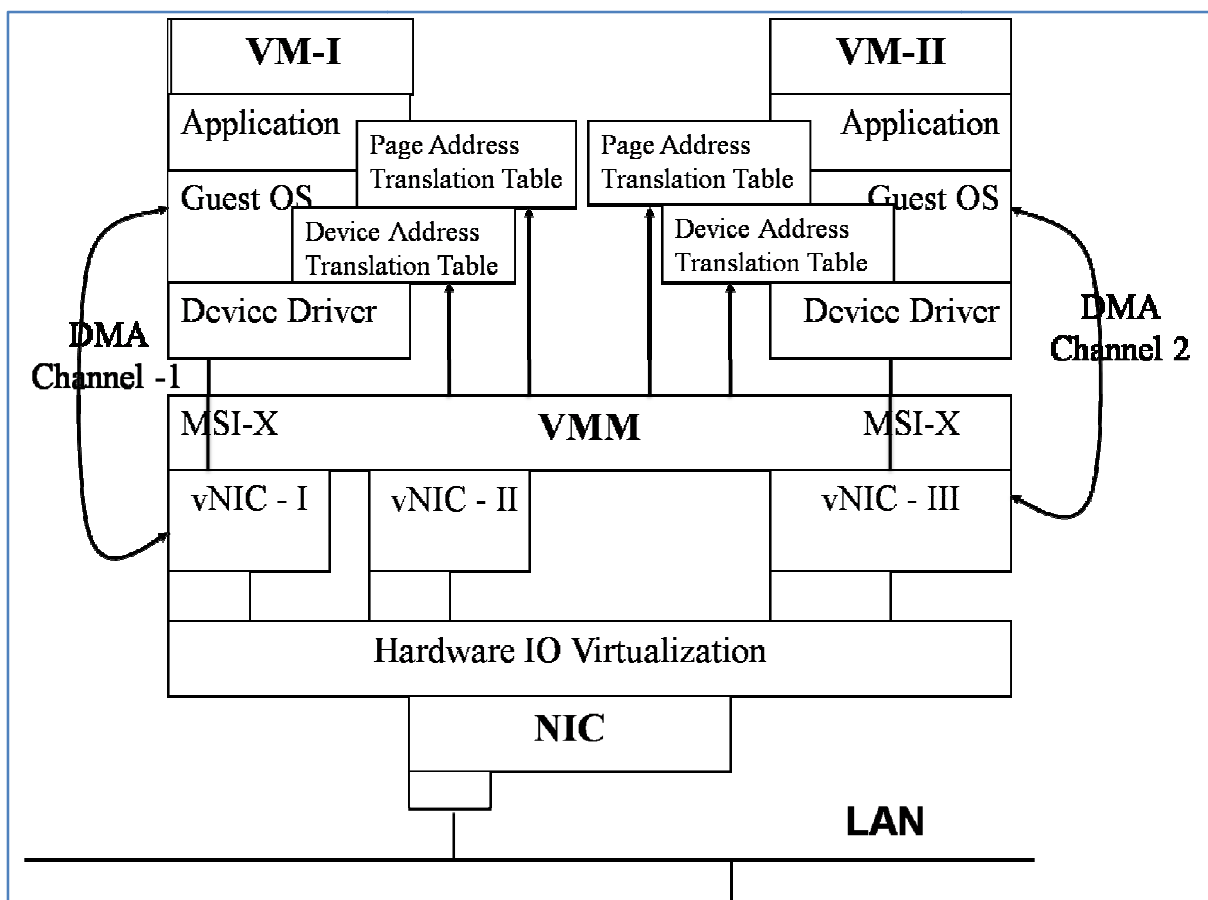 VM-I
VM-II
Application
Application
Page Address
Translation Table
Page Address
Translation Table
Guest OS
Guest OS
Device Address
Translation Table
Device Address
Translation Table
Device Driver
Device Driver
DMA
Channel -1
DMA
Channel 2
MSI-X
VMM
MSI-X
vNIC - I
vNIC - II
vNIC - III
Hardware IO Virtualization
NIC
LAN